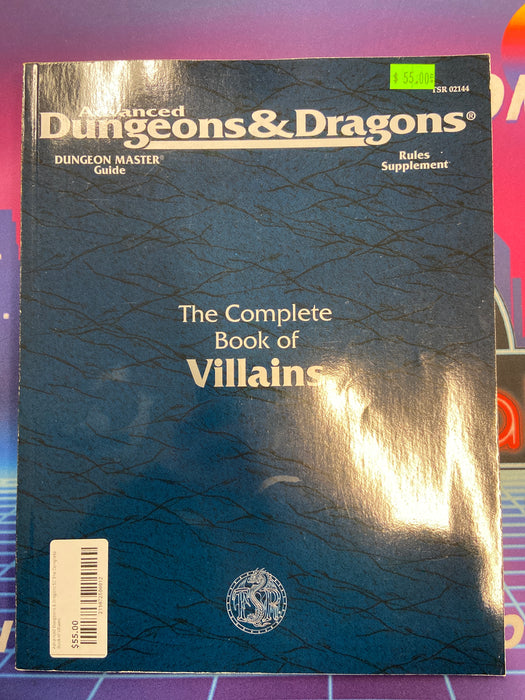 $ 55.00
TSR 02144
Advanced
Dungeons&Dragons®
DUNGEON MASTER®
Guide
Rules
Supplement
The Complete
Book of
Villains
TSR
$55.00